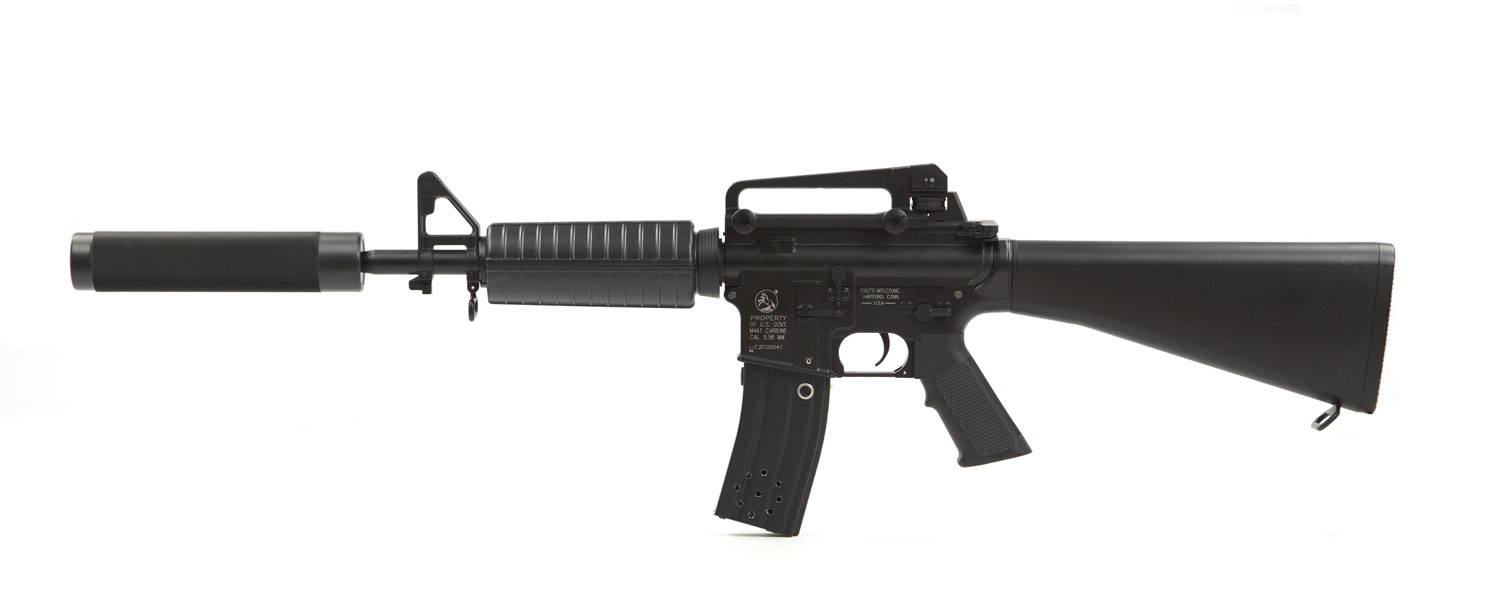 PROPERTY
OF U.S. GOVT.
M4A1 CARBINE
CAL. 5.56 MM
COLT'S MFG.CO.INC.
HARTFORD, CONN.
U.S.A.